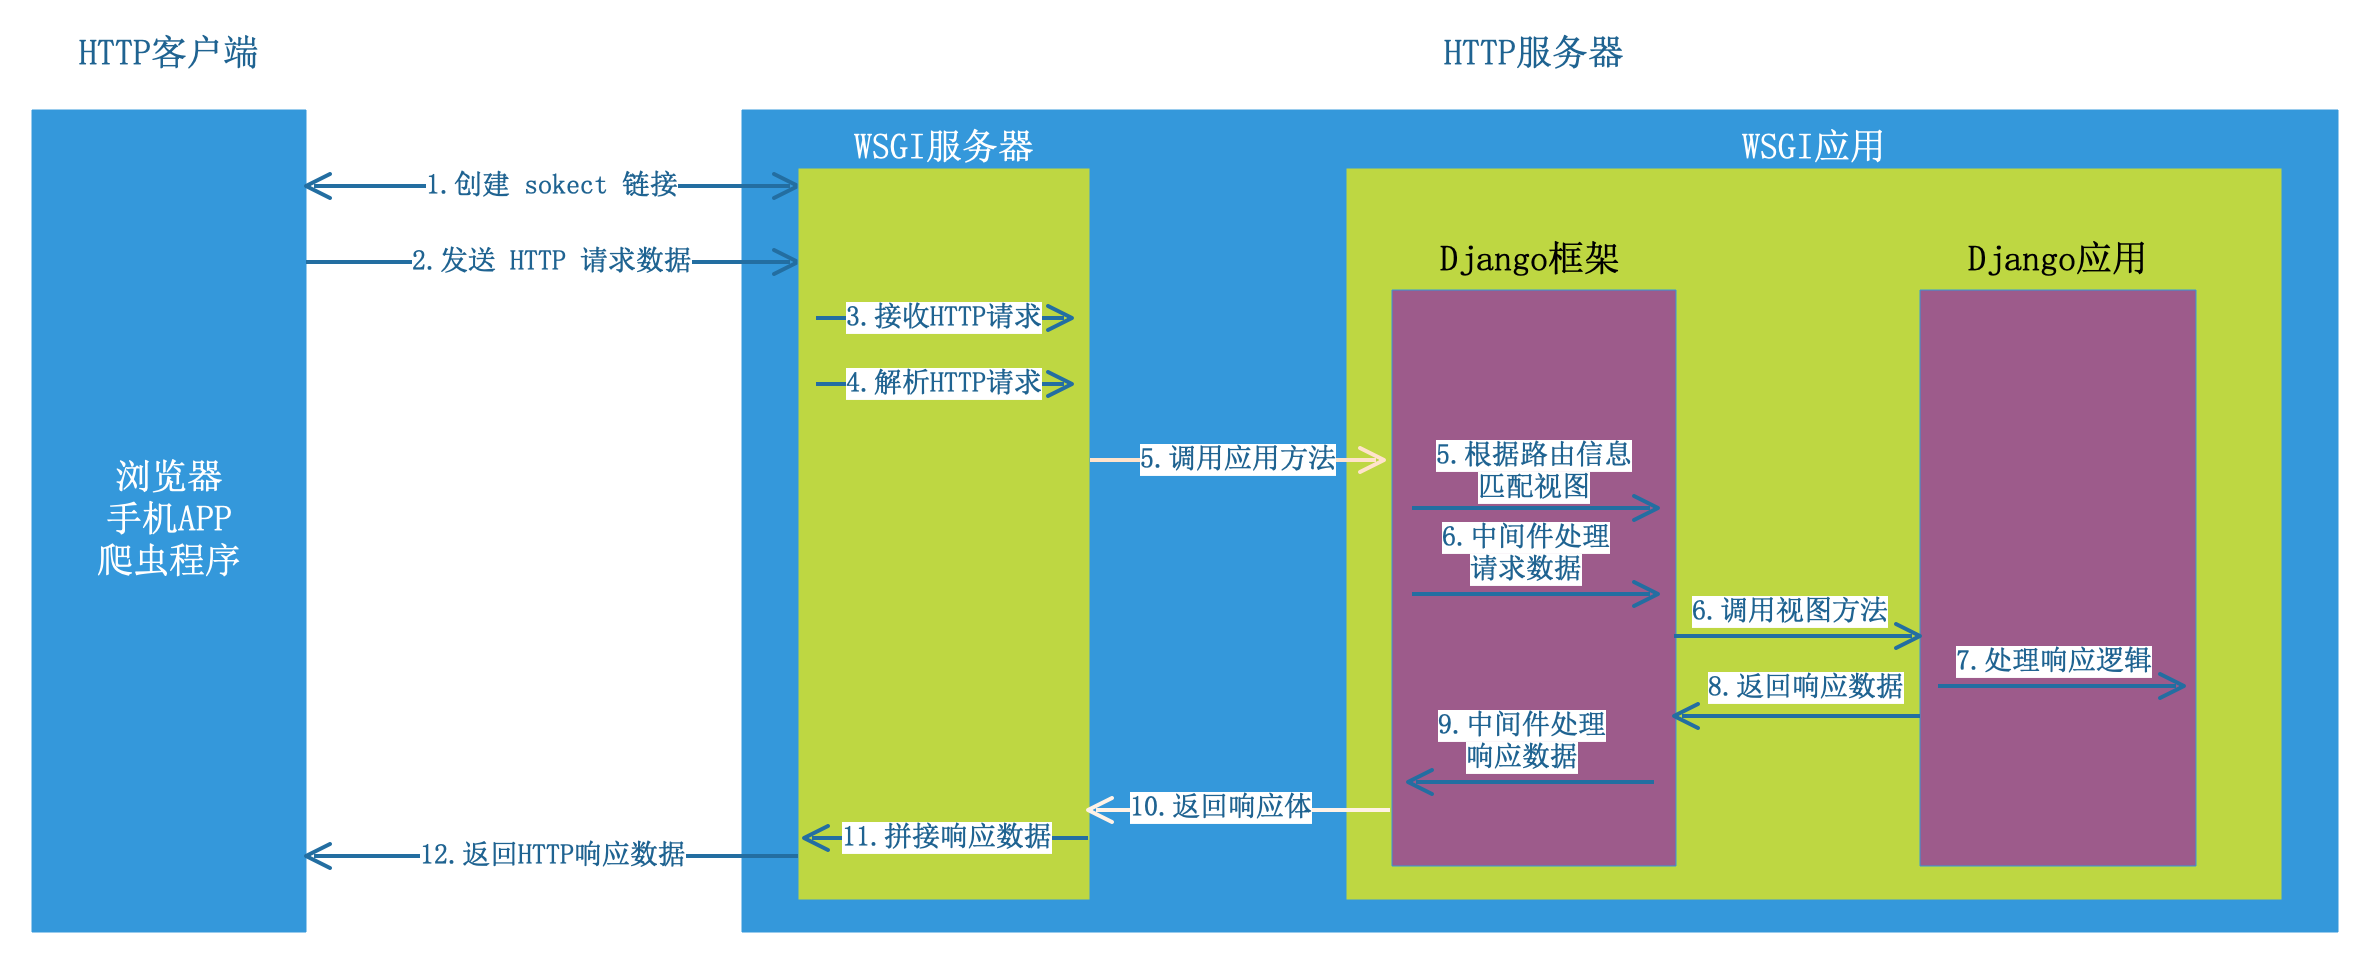 HTTP客户端
HTTP服务器
WSGI服务器
WSGI应用
1.创建 sokect 链接
2.发送 HTTP 请求数据
Django框架
Django应用
3.接收HTTP请求
4.解析HTTP请求
5.调用应用方法
5.根据路由信息
匹配视图
浏览器
手机APP
爬虫程序
6.中间件处理
请求数据
6.调用视图方法
7.处理响应逻辑
8.返回响应数据
9.中间件处理
响应数据
10.返回响应体
11.拼接响应数据
12.返回HTTP响应数据